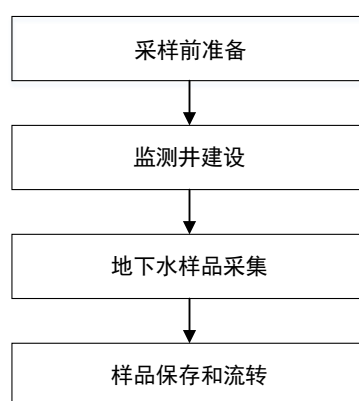 采样前准备
监测井建设
地下水样品采集
样品保存和流转